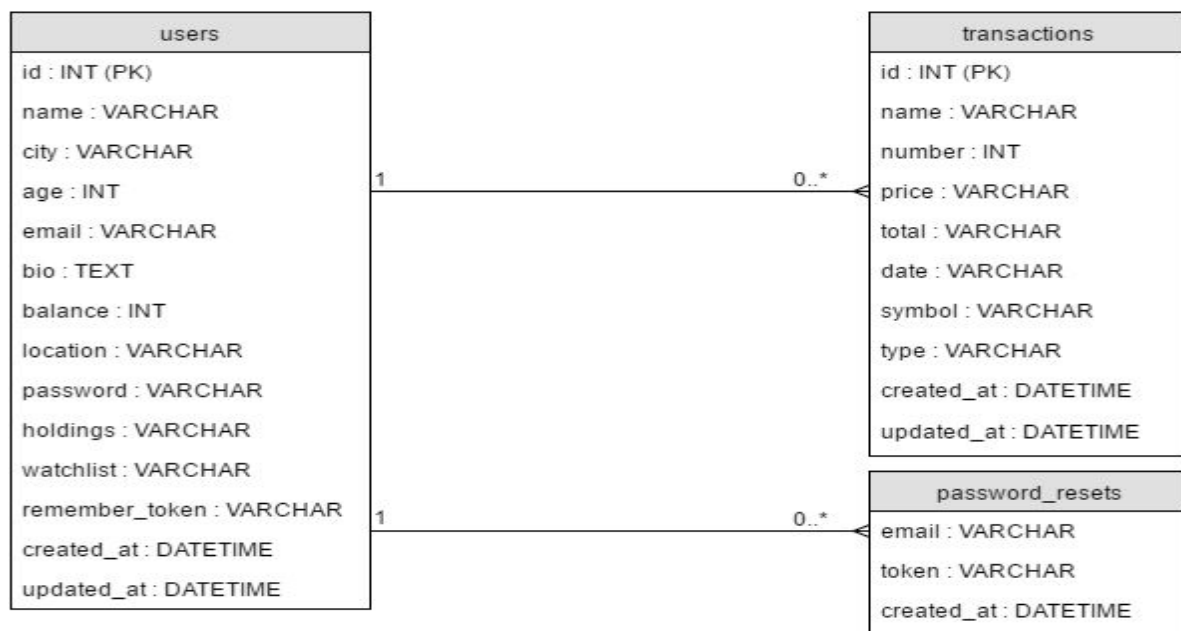 users
id : INT (PK)
name : VARCHAR
city : VARCHAR
age : INT
email : VARCHAR
bio : TEXT
balance : INT
location : VARCHAR
password : VARCHAR
holdings : VARCHAR
watchlist : VARCHAR
remember_token : VARCHAR
created_at : DATETIME
updated_at : DATETIME
1
0..*
1
0..*
transactions
id : INT (PK)
name : VARCHAR
number : INT
price : VARCHAR
total : VARCHAR
date : VARCHAR
symbol : VARCHAR
type : VARCHAR
created_at : DATETIME
updated_at : DATETIME
password_resets
email : VARCHAR
token : VARCHAR
created_at : DATETIME